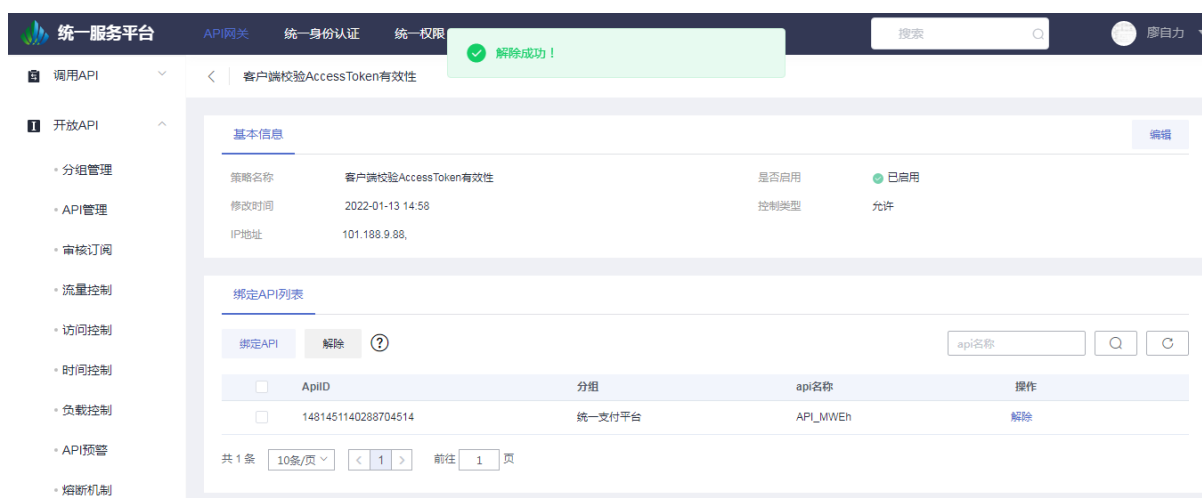 统一服务平台 API网关 统一身份认证 统一权限 搜索 廖自力
解除成功！
调用API
客户端校验AccessToken有效性
开放API
基本信息 编辑
分组管理
策略名称 客户端校验AccessToken有效性 是否启用 已启用
API管理
修改时间 2022-01-13 14:58 控制类型 允许
IP地址 101.188.9.88,
审核订阅
流量控制
绑定API列表
访问控制
绑定API 解除 ? api名称
时间控制
ApiID 分组 api名称 操作
负载控制
1481451140288704514 统一支付平台 API_MWEh 解除
API预警
共 1 条 10条/页 < 1 > 前往 1 页
熔断机制